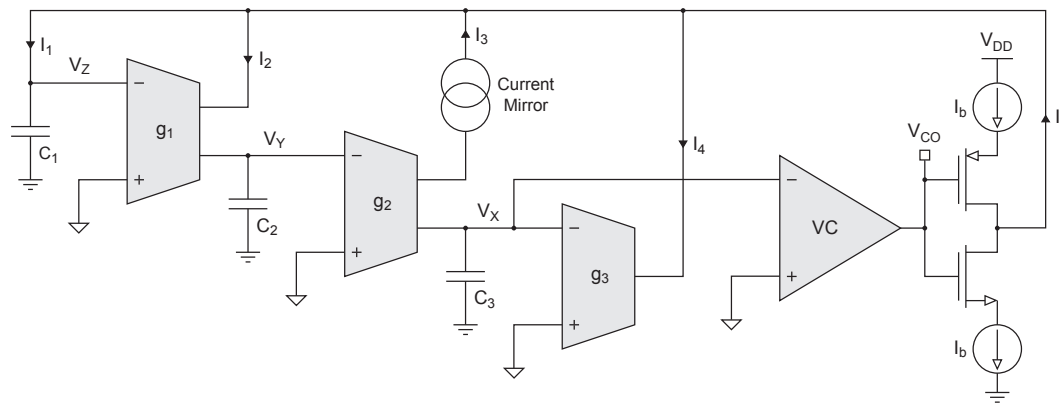 I1
I2
I3
Current
Mirror
I4
VDD
Ib
VCO
I
VZ
−
g1
+
C1
VY
−
g2
+
C2
VX
−
g3
+
C3
−
VC
+
Ib